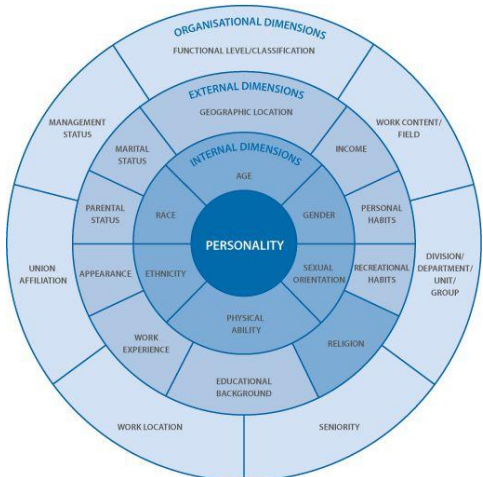 ORGANISATIONAL DIMENSIONS
FUNCTIONAL LEVEL/CLASSIFICATION
EXTERNAL DIMENSIONS
GEOGRAPHIC LOCATION
MANAGEMENT
STATUS
WORK CONTENT/
FIELD
MARITAL
STATUS
INCOME
INTERNAL DIMENSIONS
AGE
PARENTAL
STATUS
RACE
GENDER
PERSONAL
HABITS
PERSONALITY
UNION
AFFILIATION
APPEARANCE
ETHNICITY
SEXUAL
ORIENTATION
RECREATIONAL
HABITS
DIVISION/
DEPARTMENT/
UNIT/
GROUP
PHYSICAL
ABILITY
WORK
EXPERIENCE
RELIGION
EDUCATIONAL
BACKGROUND
WORK LOCATION
SENIORITY